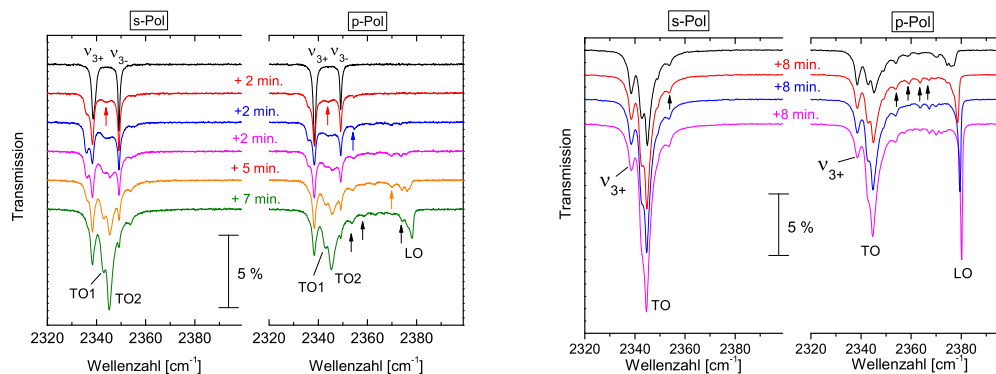 s-Pol
p-Pol
ν3+ ν3-
ν3+ ν3-
+ 2 min.
+2 min.
+2 min.
+ 5 min.
+ 7 min.
5 %
TO1
TO2
TO1
TO2
LO
Transmission
2320 2340 2360 2380
2320 2340 2360 2380
Wellenzahl [cm-1]
Wellenzahl [cm-1]
s-Pol
p-Pol
+8 min.
+8 min.
+8 min.
ν3+
ν3+
5 %
TO
TO
LO
Transmission
2320 2340 2360 2380
2340 2360 2380
Wellenzahl [cm-1]
Wellenzahl [cm-1]